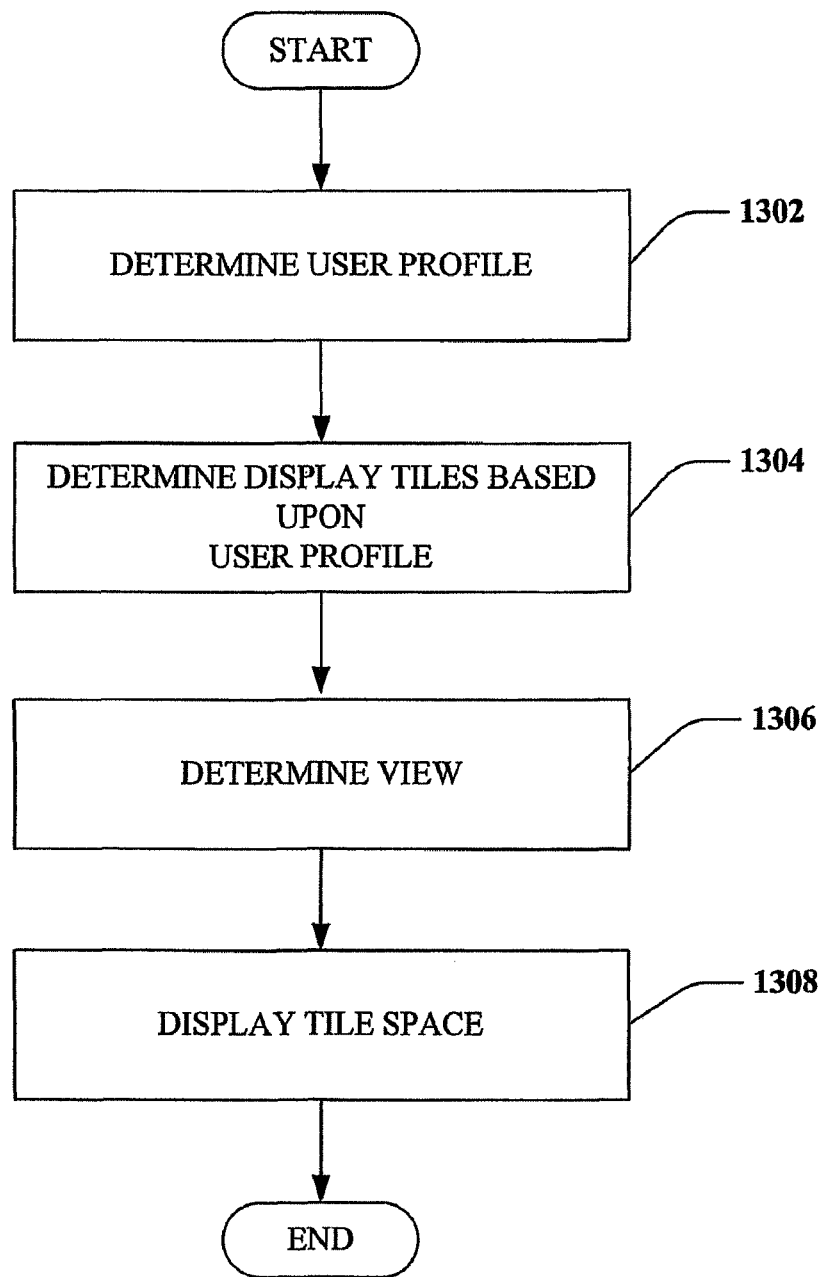 START
DETERMINE USER PROFILE
1302
DETERMINE DISPLAY TILES BASED
UPON
USER PROFILE
1304
DETERMINE VIEW
1306
DISPLAY TILE SPACE
1308
END